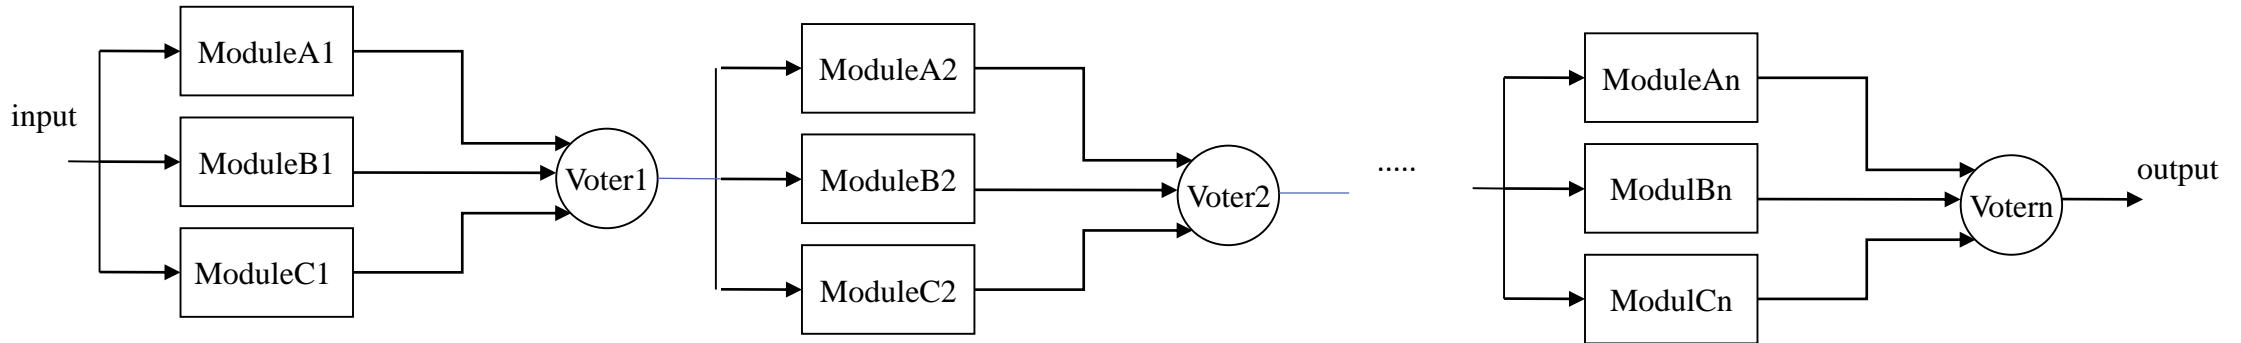 input
ModuleA1
ModuleB1
ModuleC1
Voter1
ModuleA2
ModuleB2
ModuleC2
Voter2
.....
ModuleAn
ModulBn
ModulCn
Votern
output